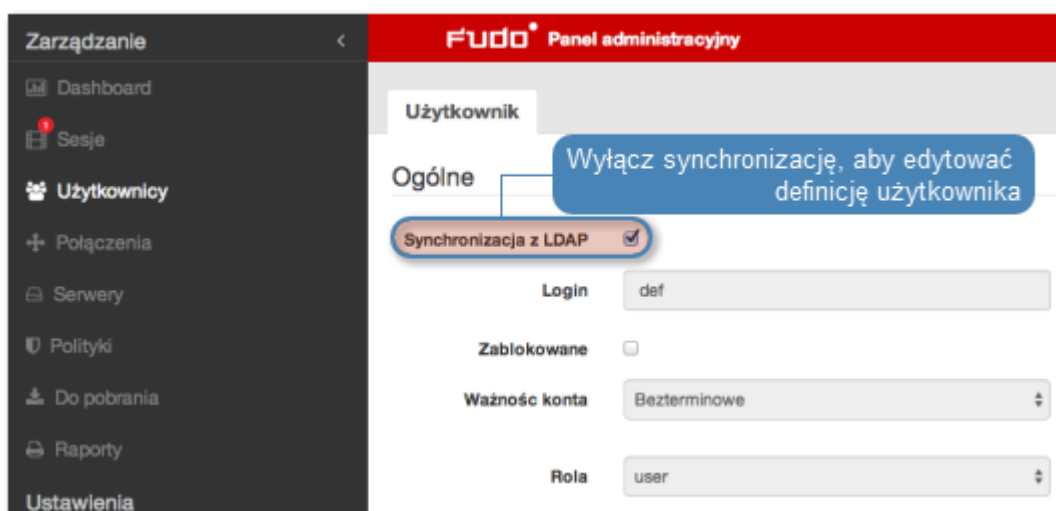 Zarządzanie
FUDO Panel administracyjny
Dashboard
Użytkownik
1
Sesje
Wyłącz synchronizację, aby edytować
definicję użytkownika
Ogólne
Użytkownicy
Synchronizacja z LDAP
Połączenia
Login def
Serwery
Zablokowane
Polityki
Ważnośc konta Bezterminowe
Do pobrania
Raporty
Rola user
Ustawienia